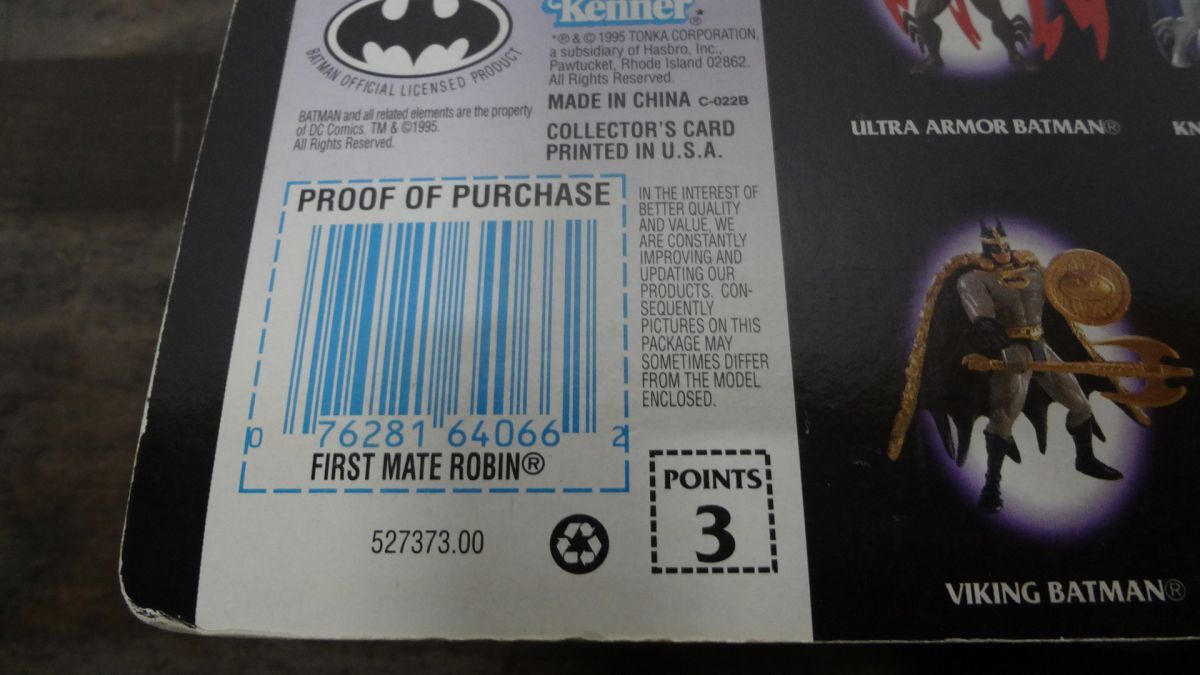 BATMAN OFFICIAL LICENSED PRODUCT
BATMAN and all related elements are the property
of DC Comics. TM & ©1995.
All Rights Reserved.
Kenner®*
*® & © 1995 TONKA CORPORATION,
a subsidiary of Hasbro, Inc.,
Pawtucket, Rhode Island 02862.
All Rights Reserved.
MADE IN CHINA C-022B
COLLECTOR'S CARD
PRINTED IN U.S.A.
PROOF OF PURCHASE
0 76281 64066 2
FIRST MATE ROBIN®
527373.00
IN THE INTEREST OF
BETTER QUALITY
AND VALUE, WE
ARE CONSTANTLY
IMPROVING AND
UPDATING OUR
PRODUCTS. CON-
SEQUENTLY
PICTURES ON THIS
PACKAGE MAY
SOMETIMES DIFFER
FROM THE MODEL
ENCLOSED.
POINTS
3
ULTRA ARMOR BATMAN®
KN
VIKING BATMAN®